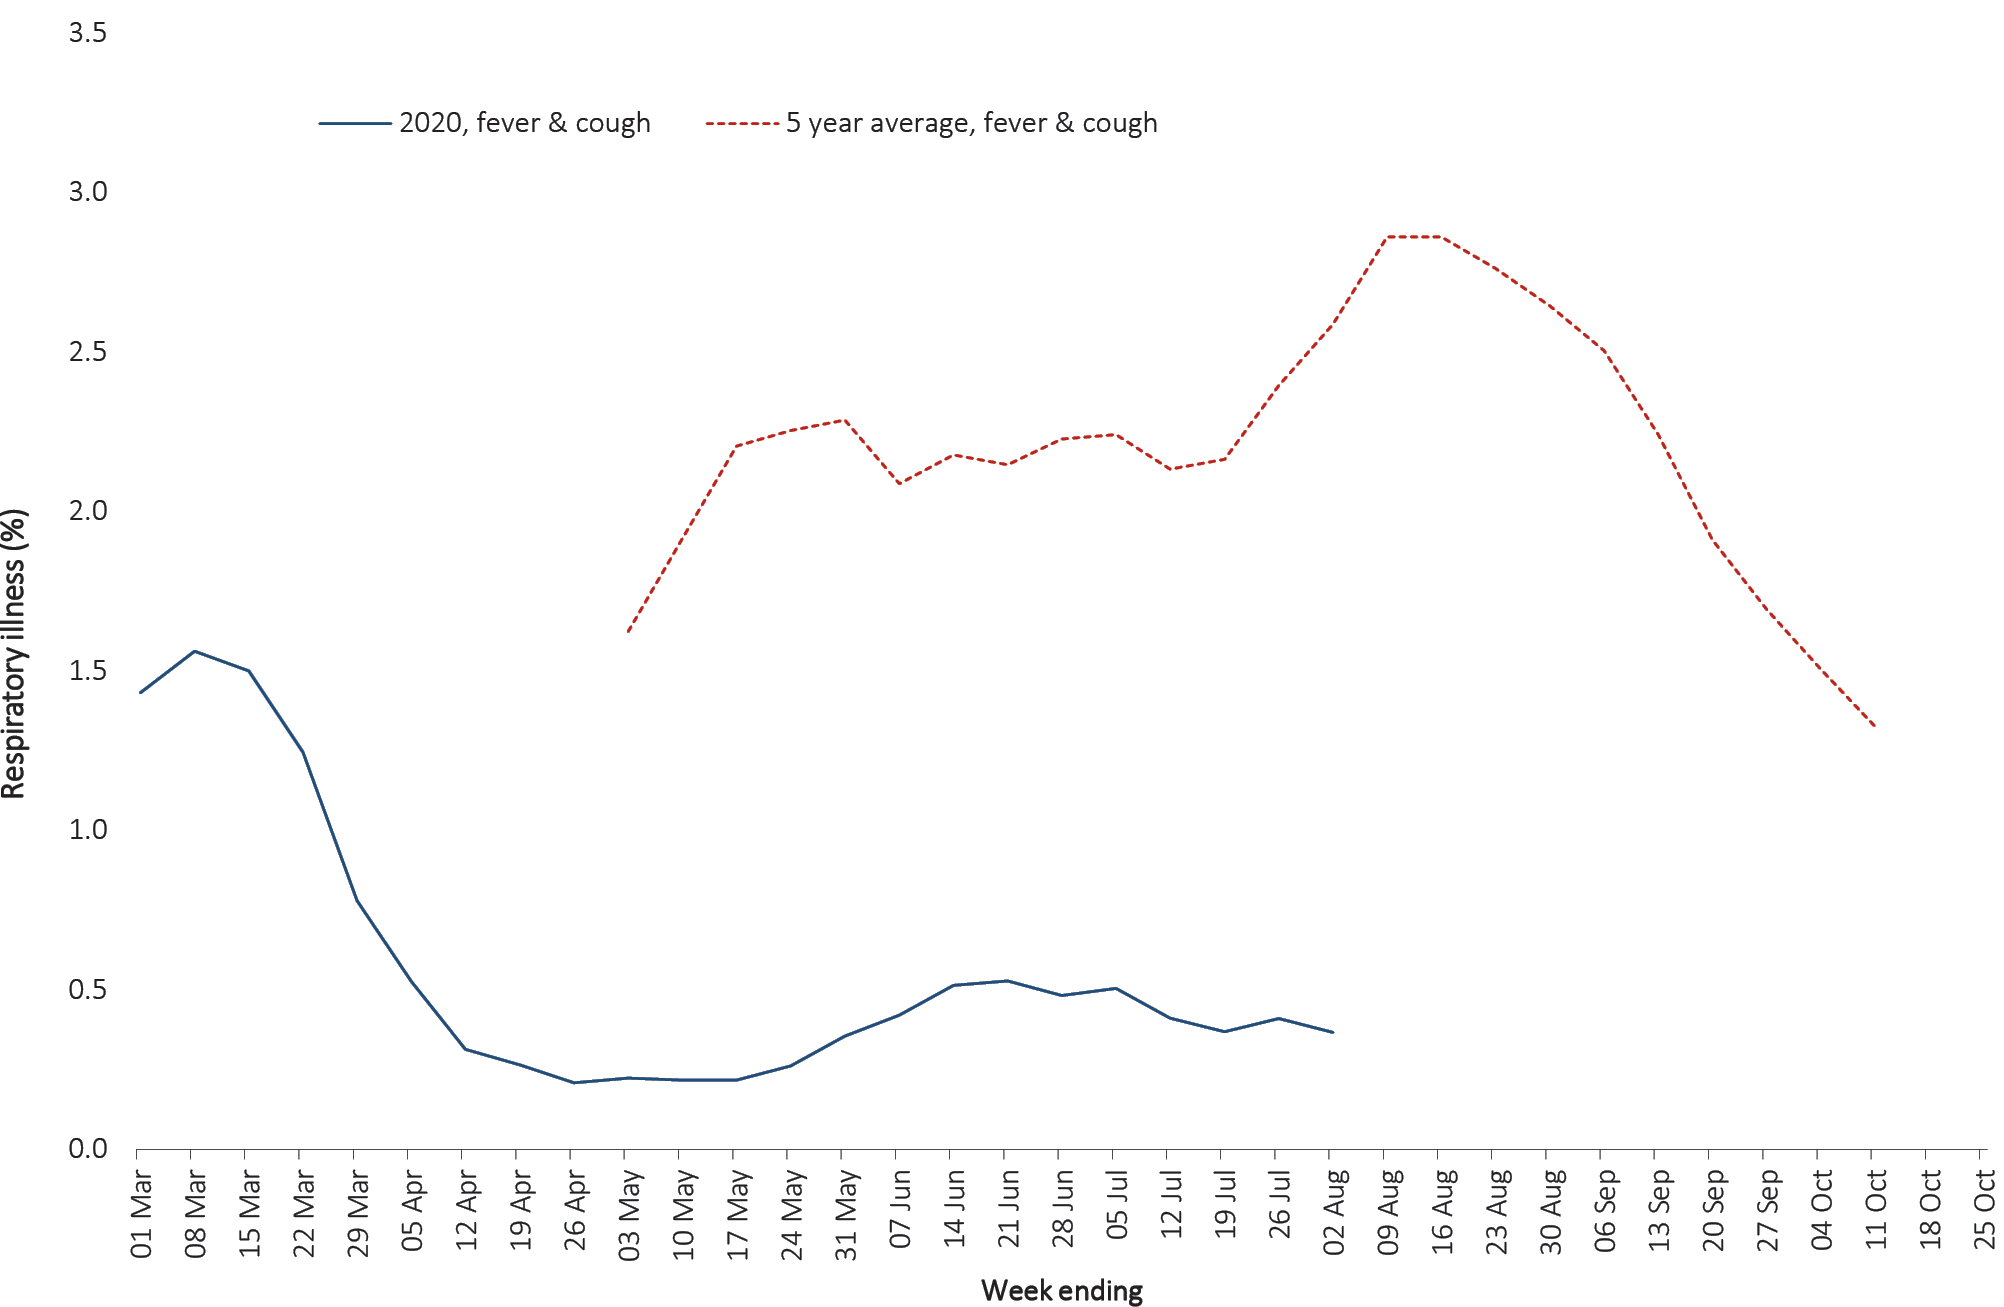 3.5
2020, fever & cough
5 year average, fever & cough
3.0
2.5
2.0
1.5
1.0
0.5
0.0
Respiratory illness (%)
01 Mar
08 Mar
15 Mar
22 Mar
29 Mar
05 Apr
12 Apr
19 Apr
26 Apr
03 May
10 May
17 May
24 May
31 May
07 Jun
14 Jun
21 Jun
28 Jun
05 Jul
12 Jul
19 Jul
26 Jul
02 Aug
09 Aug
16 Aug
23 Aug
30 Aug
06 Sep
13 Sep
20 Sep
27 Sep
04 Oct
11 Oct
18 Oct
25 Oct
Week ending